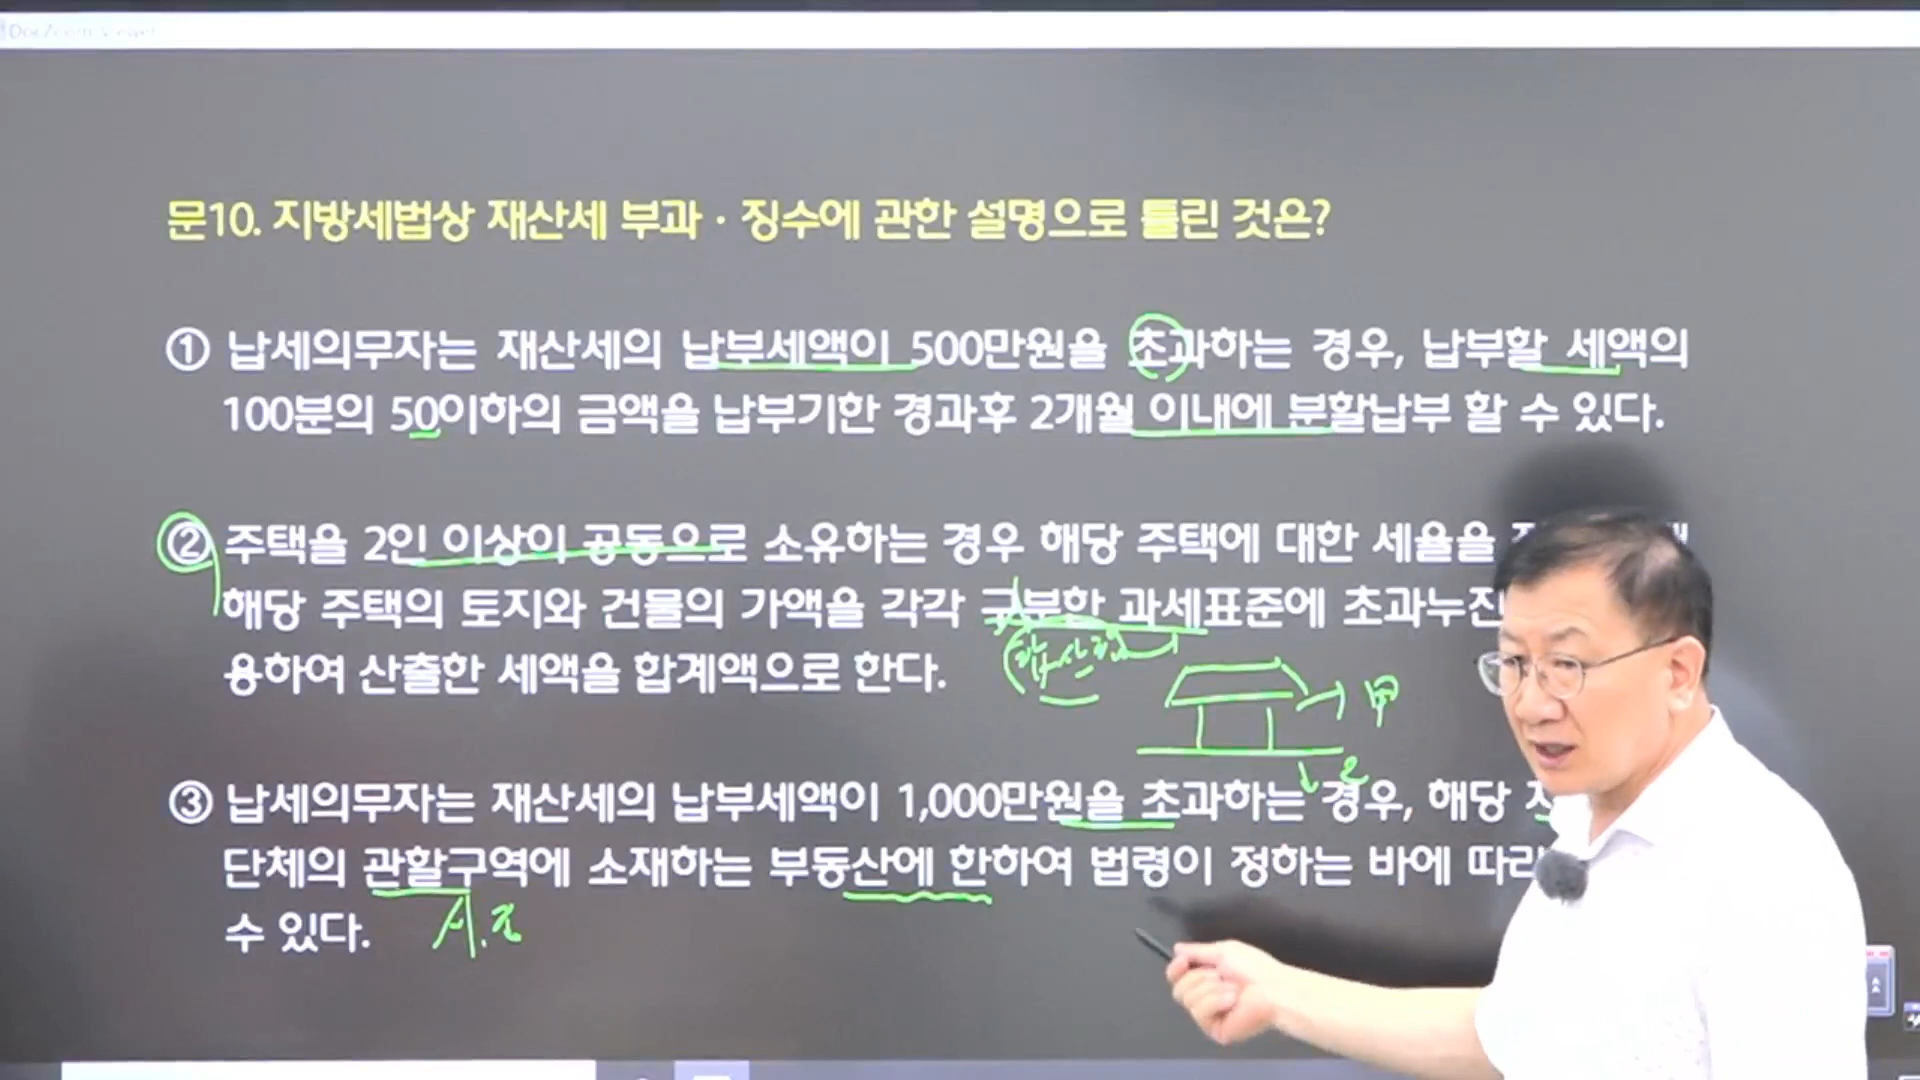 문10. 지방세법상 재산세 부과 · 징수에 관한 설명으로 틀린 것은?
① 납세의무자는 재산세의 납부세액이 500만원을 초과하는 경우, 납부할 세액의
100분의 50이하의 금액을 납부기한 경과후 2개월 이내에 분할납부 할 수 있다.
② 주택을 2인 이상이 공동으로 소유하는 경우 해당 주택에 대한 세율을
해당 주택의 토지와 건물의 가액을 각각 구분한 과세표준에 초과누진
용하여 산출한 세액을 합계액으로 한다.
합산
甲
乙
③ 납세의무자는 재산세의 납부세액이 1,000만원을 초과하는 경우, 해당
단체의 관할구역에 소재하는 부동산에 한하여 법령이 정하는 바에 따라
수 있다.